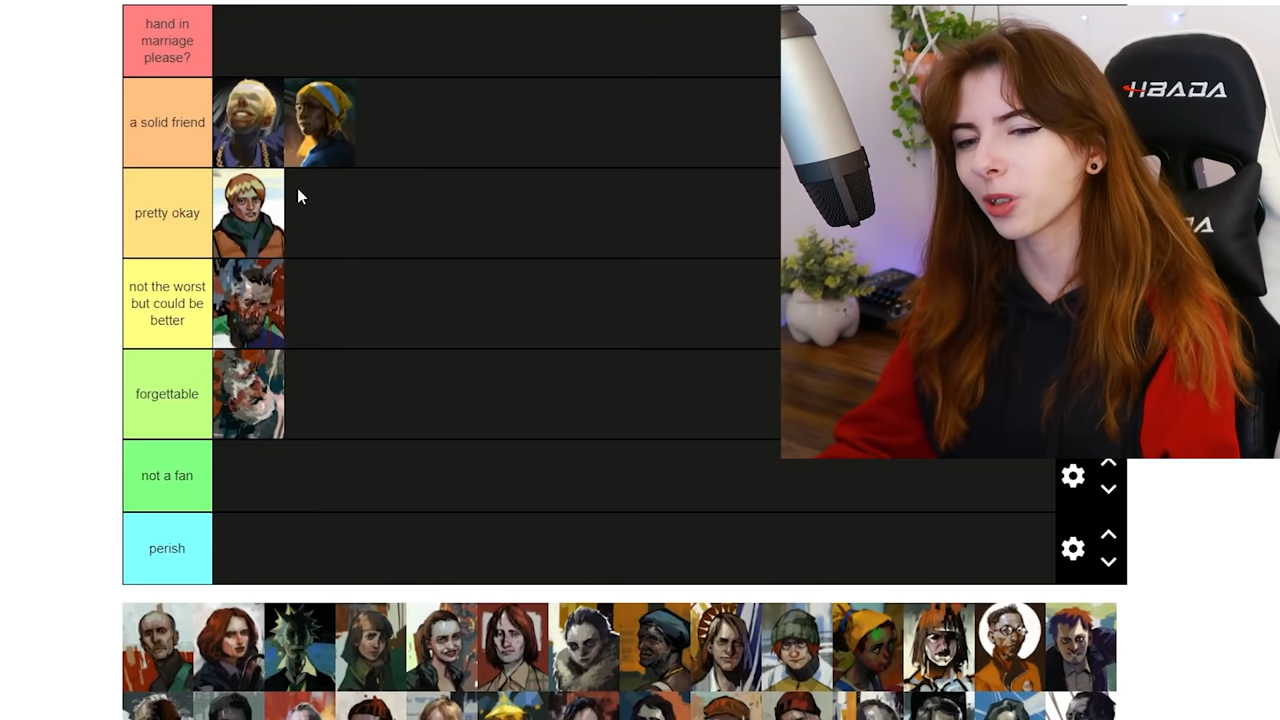 hand in
marriage
please?
HBADA
a solid friend
pretty okay
not the worst
but could be
better
forgettable
not a fan
perish